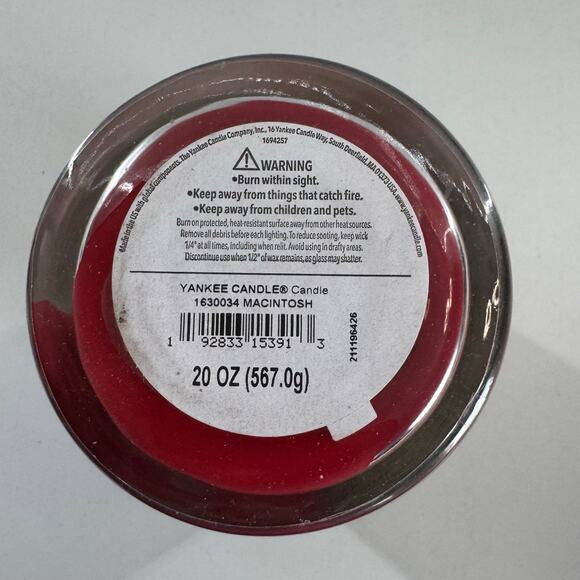 Made in the US with global components. The Yankee Candle Company, Inc., 16 Yankee Candle Way, South Deerfield, MA 01373 USA. www.yankeecandle.com
1694257
⚠WARNING
•Burn within sight.
•Keep away from things that catch fire.
•Keep away from children and pets.
Burn on protected, heat-resistant surface away from other heat sources.
Remove all debris before each lighting. To reduce sooting, keep wick
1/4" at all times, including when relit. Avoid using in drafty areas.
Discontinue use when 1/2" of wax remains, as glass may shatter.
YANKEE CANDLE® Candle
1630034 MACINTOSH
1 92833 15391 3
211196426
20 OZ (567.0g)